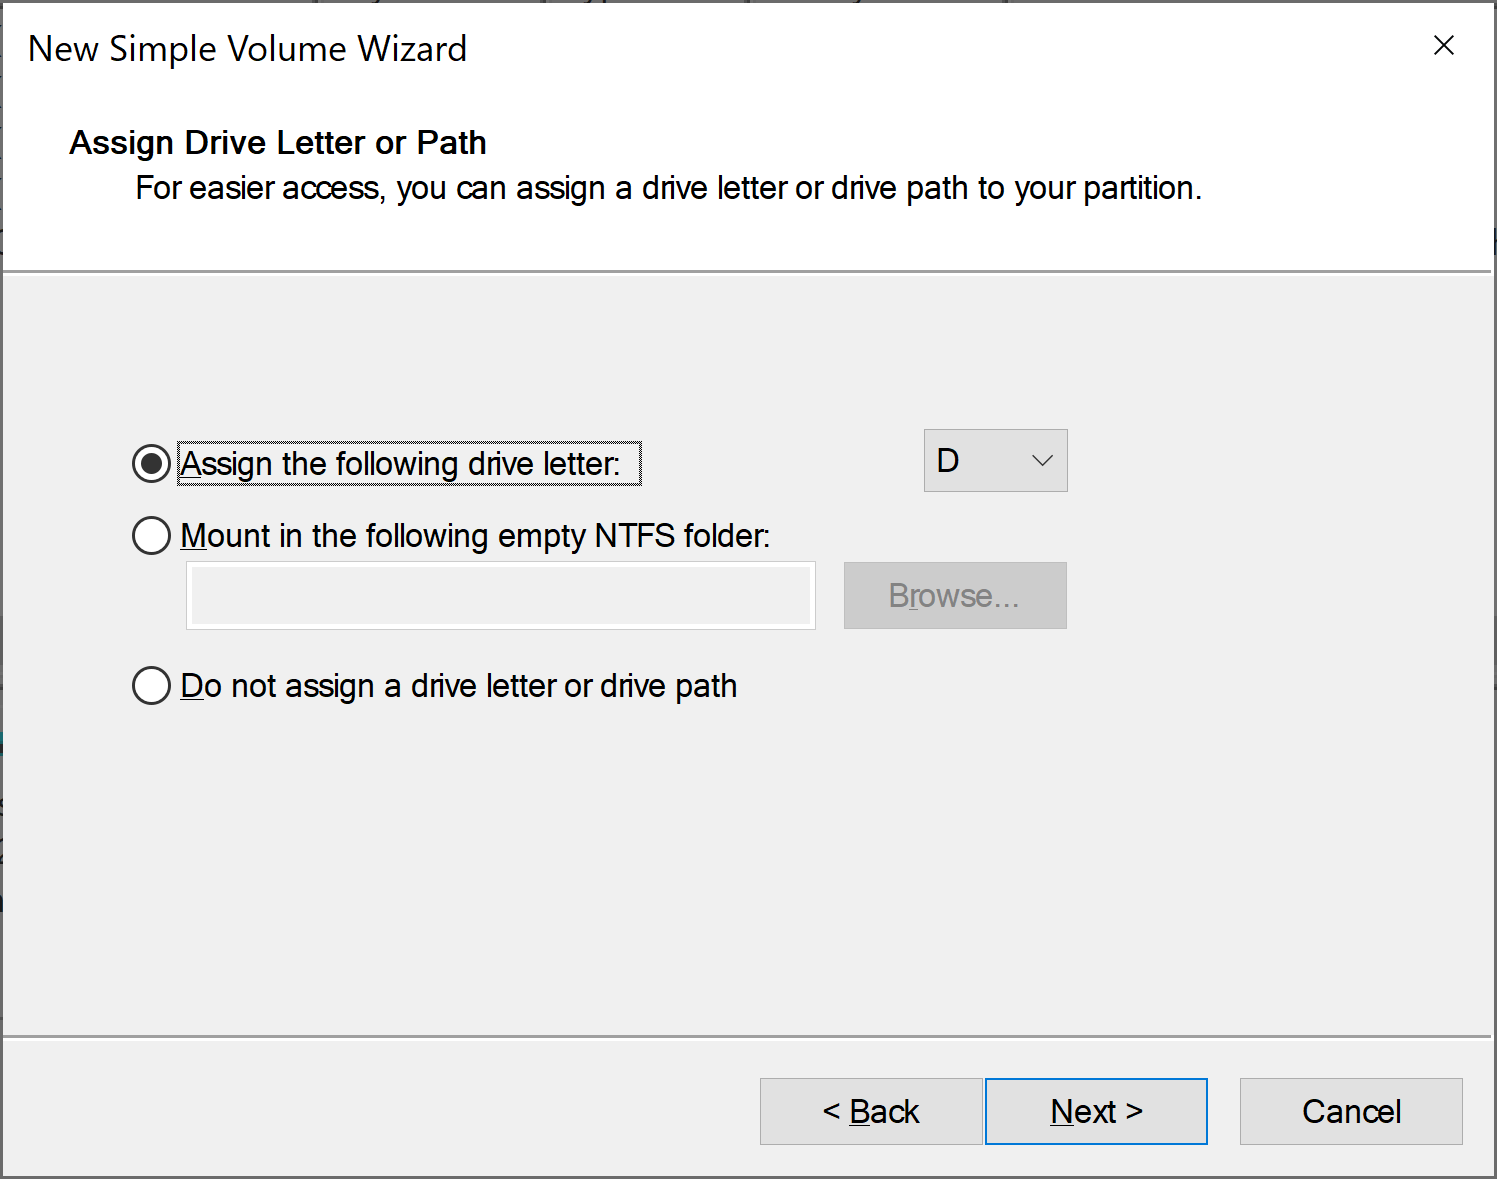 New Simple Volume Wizard
Assign Drive Letter or Path
For easier access, you can assign a drive letter or drive path to your partition.
Assign the following drive letter: D
Mount in the following empty NTFS folder:
Browse...
Do not assign a drive letter or drive path
< Back Next > Cancel